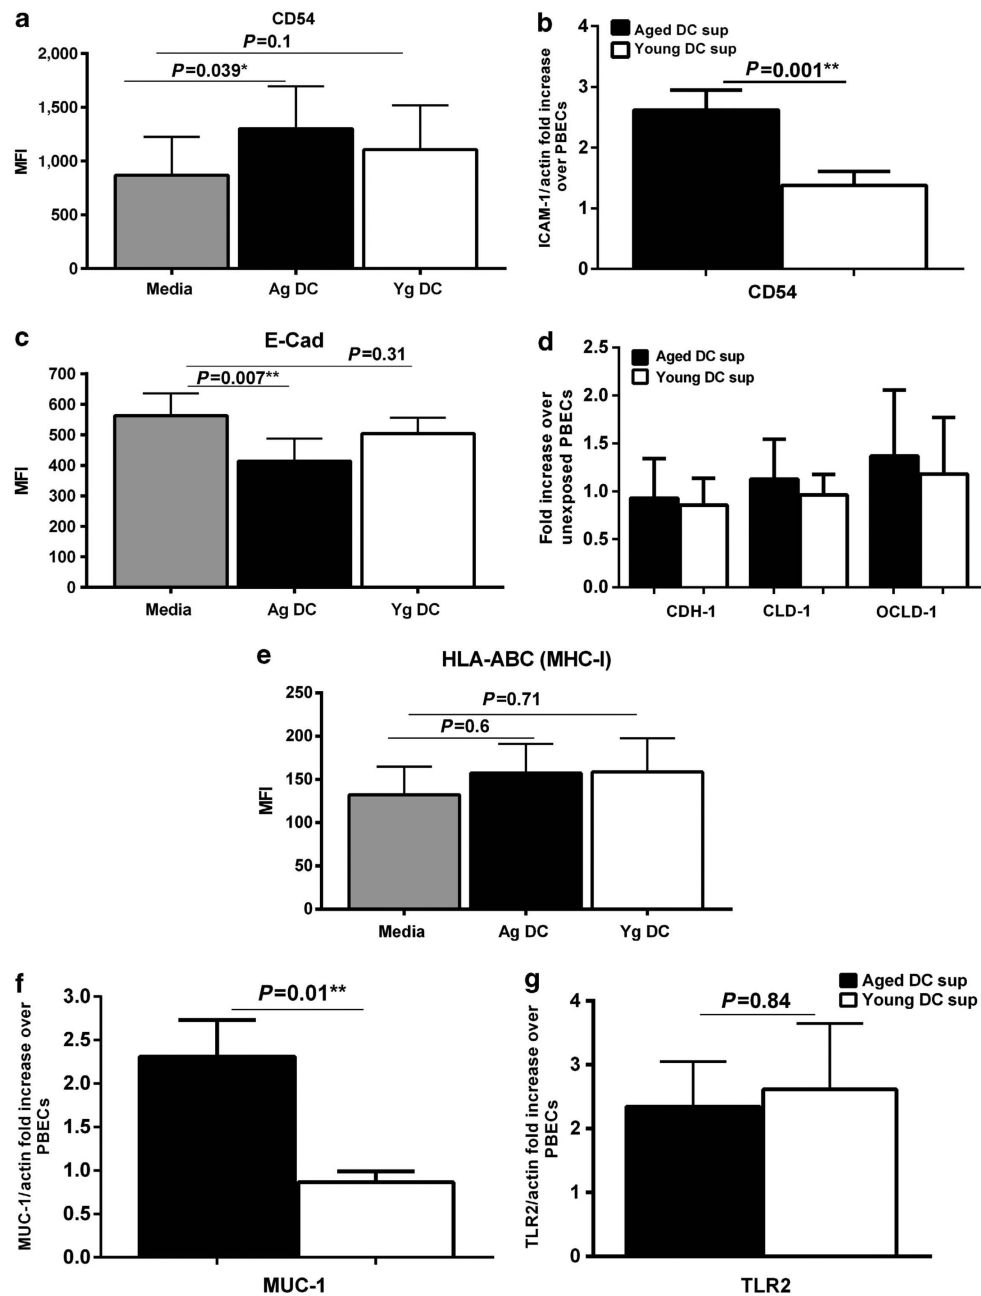 a
CD54
P=0.1
P=0.039*
2,000
1,500
1,000
500
0
MFI
Media
Ag DC
Yg DC
b
Aged DC sup
Young DC sup
P=0.001**
4
3
2
1
0
ICAM-1/actin fold increase
over PBECs
CD54
c
E-Cad
P=0.31
P=0.007**
700
600
500
400
300
200
100
0
MFI
Media
Ag DC
Yg DC
d
Aged DC sup
Young DC sup
2.5
2.0
1.5
1.0
0.5
0.0
Fold increase over
unexposed PBECs
CDH-1
CLD-1
OCLD-1
e
HLA-ABC (MHC-I)
P=0.71
P=0.6
250
200
150
100
50
0
MFI
Media
Ag DC
Yg DC
f
P=0.01**
3.0
2.5
2.0
1.0
0.5
0.0
MUC-1/actin fold increase over
PBECs
MUC-1
g
Aged DC sup
Young DC sup
P=0.84
4
3
2
1
0
TLR2/actin fold increase over
PBECs
TLR2